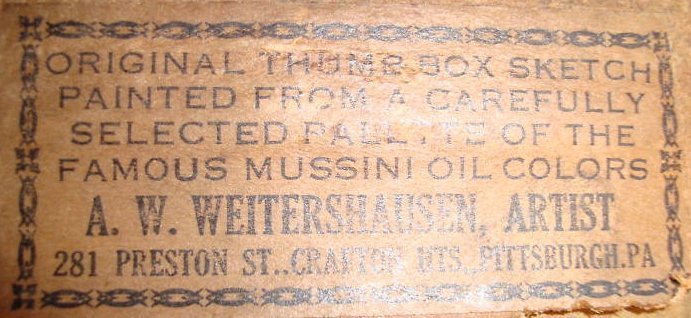 ORIGINAL THUMB BOX SKETCH
PAINTED FROM A CAREFULLY
SELECTED PALLETTE OF THE
FAMOUS MUSSINI OIL COLORS
A. W. WEITERSHAUSEN, ARTIST
281 PRESTON ST., CRAFTON HTS., PITTSBURGH. PA